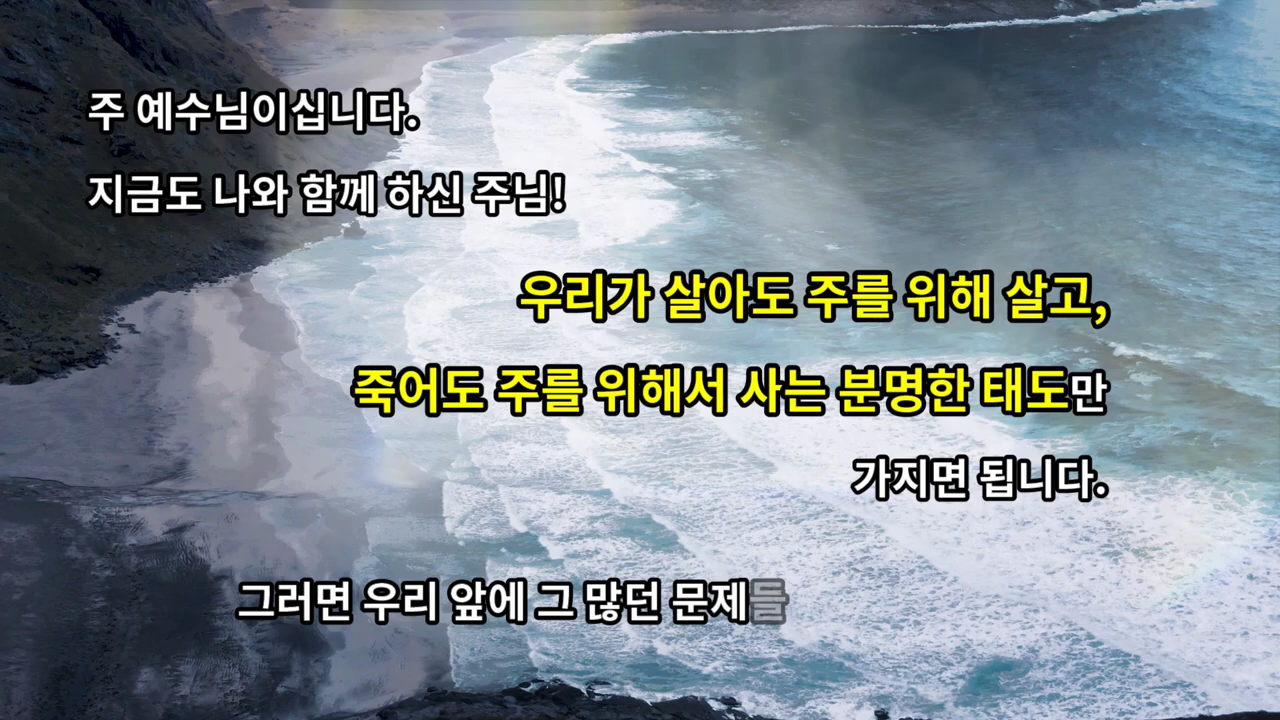 주 예수님이십니다.
지금도 나와 함께 하신 주님!
우리가 살아도 주를 위해 살고,
죽어도 주를 위해서 사는 분명한 태도만
가지면 됩니다.
그러면 우리 앞에 그 많던 문제들